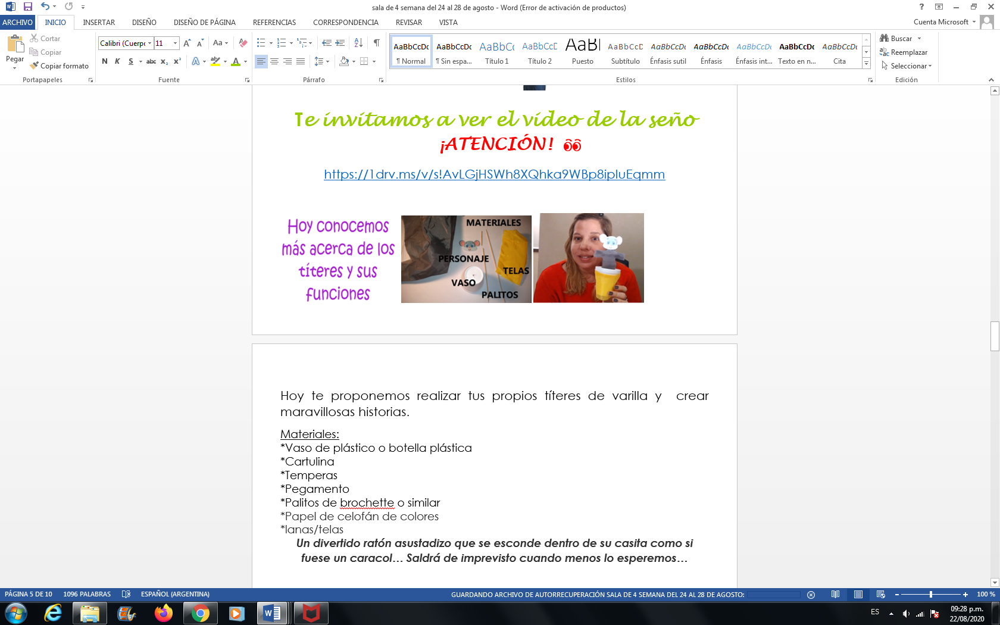 sala de 4 semana del 24 al 28 de agosto - Word (Error de activación de productos)
ARCHIVO INICIO INSERTAR DISEÑO DISEÑO DE PÁGINA REFERENCIAS CORRESPONDENCIA REVISAR VISTA Cuenta Microsoft
Pegar
Cortar
Copiar
Copiar formato
Portapapeles
Calibri (Cuerpo 11
N K S abc x₂ x²
Fuente
Párrafo
AaBbCcDc AaBbCcDc AaBbCc AaBbCcD AaBl AaBbCcD AaBbCcDc AaBbCcDc AaBbCcDc AaBbCcDc AaBbCcDc
¶ Normal ¶ Sin espa... Título 1 Título 2 Puesto Subtítulo Énfasis sutil Énfasis Énfasis int... Texto en n... Cita
Estilos
Buscar
Reemplazar
Seleccionar
Edición
Te invitamos a ver el video de la seño
¡ATENCIÓN!
https://1drv.ms/v/s!AvLGjHSWh8XQhka9WBp8ipluEqmm
Hoy conocemos
más acerca de los
títeres y sus
funciones
MATERIALES
PERSONAJE
TELAS
VASO
PALITOS
Hoy te proponemos realizar tus propios títeres de varilla y crear
maravillosas historias.
Materiales:
*Vaso de plástico o botella plástica
*Cartulina
*Temperas
*Pegamento
*Palitos de brochette o similar
*Papel de celofán de colores
*lanas/telas
Un divertido ratón asustadizo que se esconde dentro de su casita como si
fuese un caracol… Saldrá de imprevisto cuando menos lo esperemos…
PÁGINA 5 DE 10 1096 PALABRAS ESPAÑOL (ARGENTINA) GUARDANDO ARCHIVO DE AUTORRECUPERACIÓN SALA DE 4 SEMANA DEL 24 AL 28 DE AGOSTO: 100 %
ES 09:28 p.m.
22/08/2020